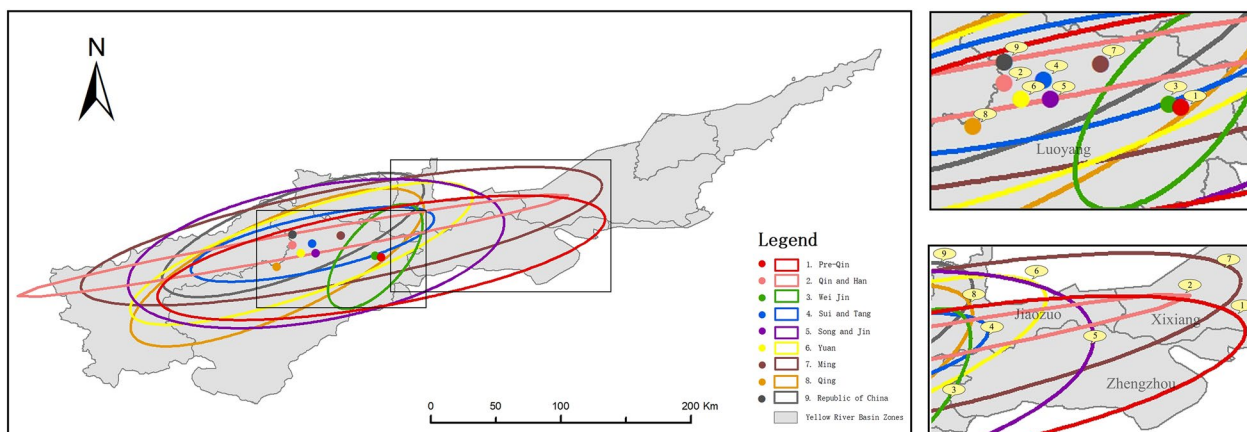 N
Legend
1. Pre-Qin
2. Qin and Han
3. Wei Jin
4. Sui and Tang
5. Song and Jin
6. Yuan
7. Ming
8. Qing
9. Republic of China
Yellow River Basin Zones
0 50 100 200 Km
9
7
4
2
6
5
3
1
8
Luoyang
9
7
6
2
8
1
Jiaozuo
Xixiang
4
5
Zhengzhou
3